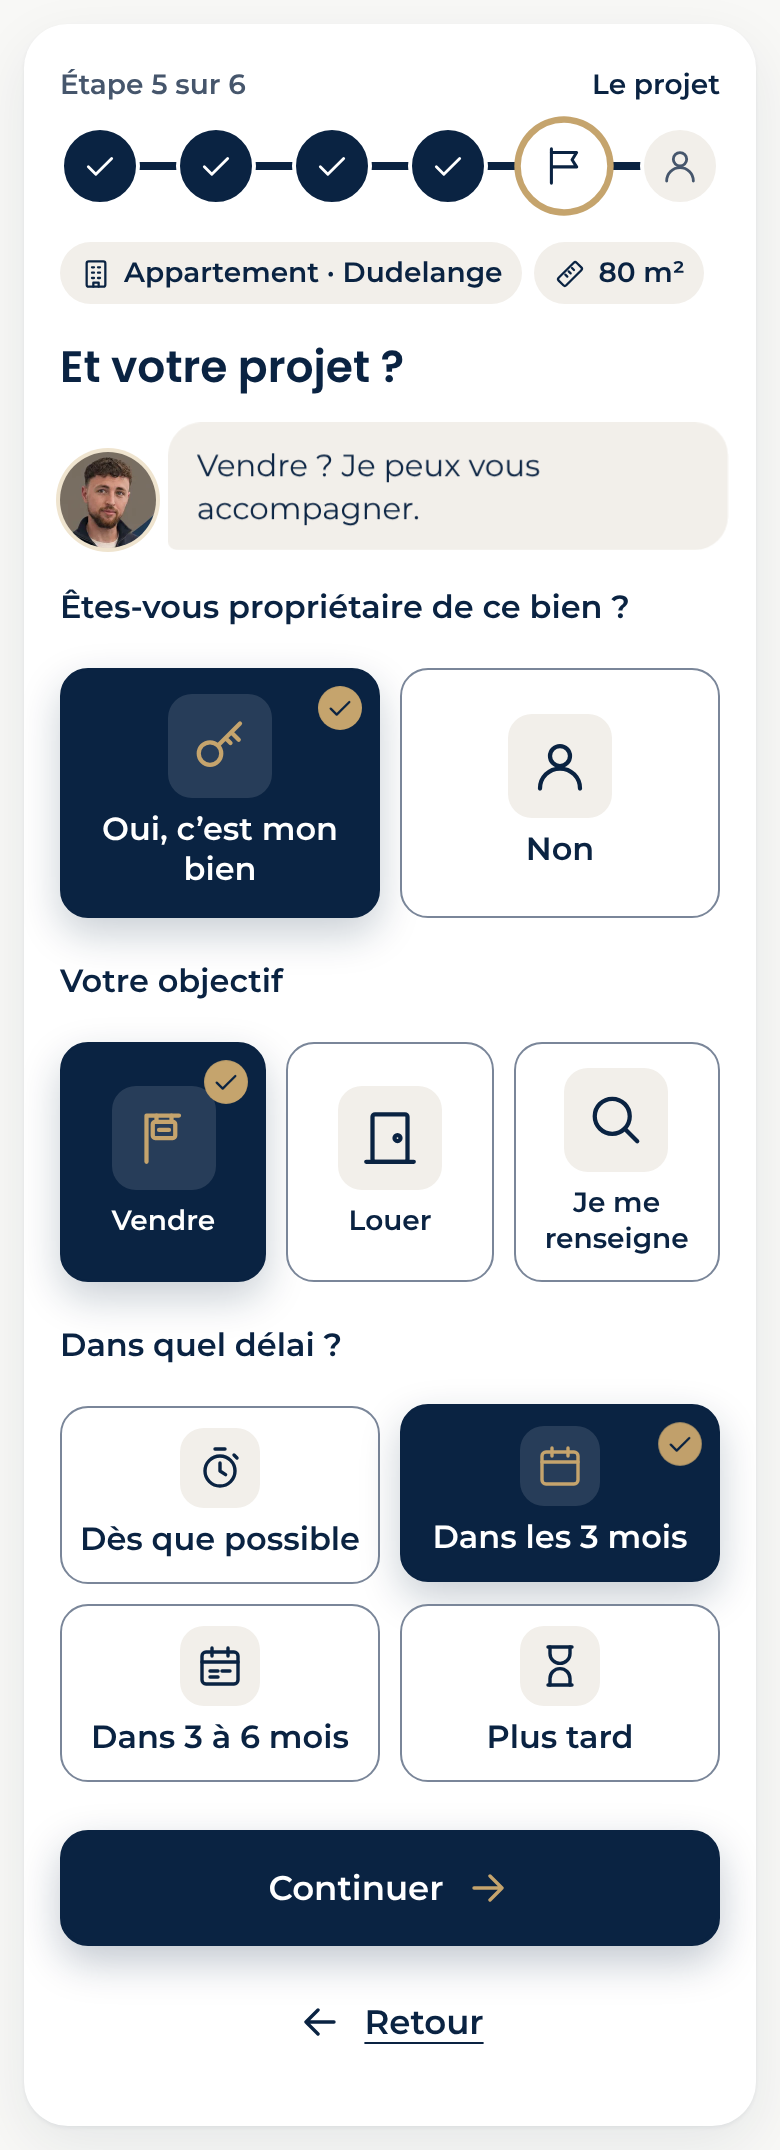 Étape 5 sur 6
Le projet
Appartement · Dudelange
80 m²
Et votre projet ?
Vendre ? Je peux vous
accompagner.
Êtes-vous propriétaire de ce bien ?
Oui, c’est mon
bien
Non
Votre objectif
Vendre
Louer
Je me
renseigne
Dans quel délai ?
Dès que possible
Dans les 3 mois
Dans 3 à 6 mois
Plus tard
Continuer
Retour